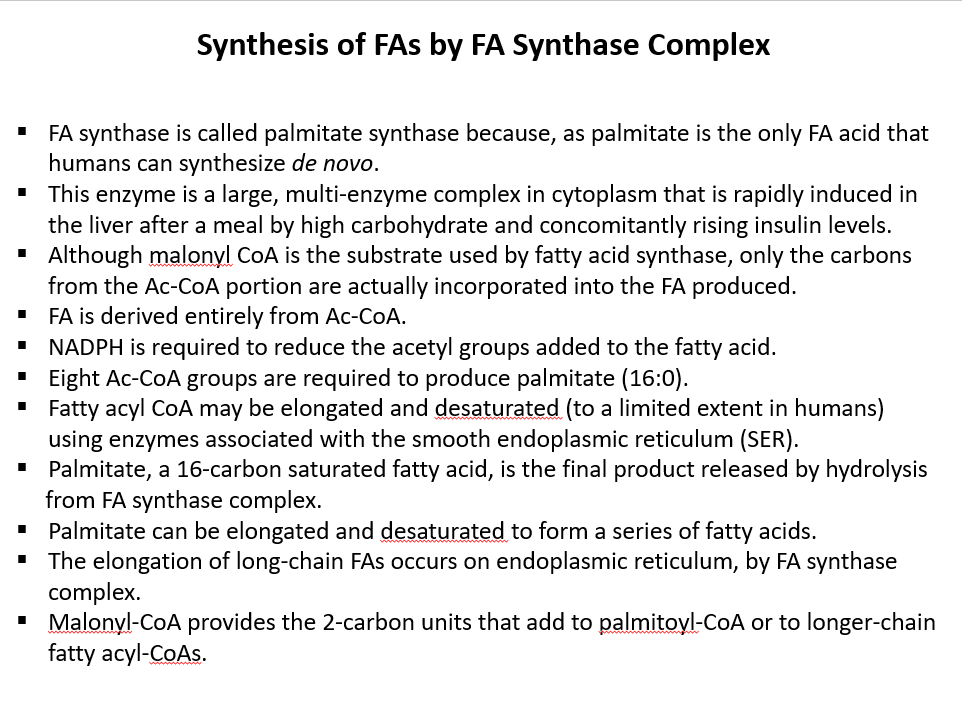 Synthesis of FAs by FA Synthase Complex
▪ FA synthase is called palmitate synthase because, as palmitate is the only FA acid that
humans can synthesize de novo.
▪ This enzyme is a large, multi-enzyme complex in cytoplasm that is rapidly induced in
the liver after a meal by high carbohydrate and concomitantly rising insulin levels.
▪ Although malonyl CoA is the substrate used by fatty acid synthase, only the carbons
from the Ac-CoA portion are actually incorporated into the FA produced.
▪ FA is derived entirely from Ac-CoA.
▪ NADPH is required to reduce the acetyl groups added to the fatty acid.
▪ Eight Ac-CoA groups are required to produce palmitate (16:0).
▪ Fatty acyl CoA may be elongated and desaturated (to a limited extent in humans)
using enzymes associated with the smooth endoplasmic reticulum (SER).
▪ Palmitate, a 16-carbon saturated fatty acid, is the final product released by hydrolysis
from FA synthase complex.
▪ Palmitate can be elongated and desaturated to form a series of fatty acids.
▪ The elongation of long-chain FAs occurs on endoplasmic reticulum, by FA synthase
complex.
▪ Malonyl-CoA provides the 2-carbon units that add to palmitoyl-CoA or to longer-chain
fatty acyl-CoAs.